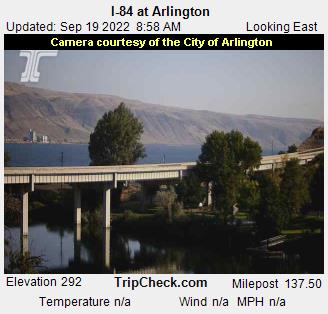 I-84 at Arlington
Updated: Sep 19 2022 8:58 AM Looking East
Camera courtesy of the City of Arlington
Elevation 292 TripCheck.com Milepost 137.50
Temperature n/a Wind n/a MPH n/a